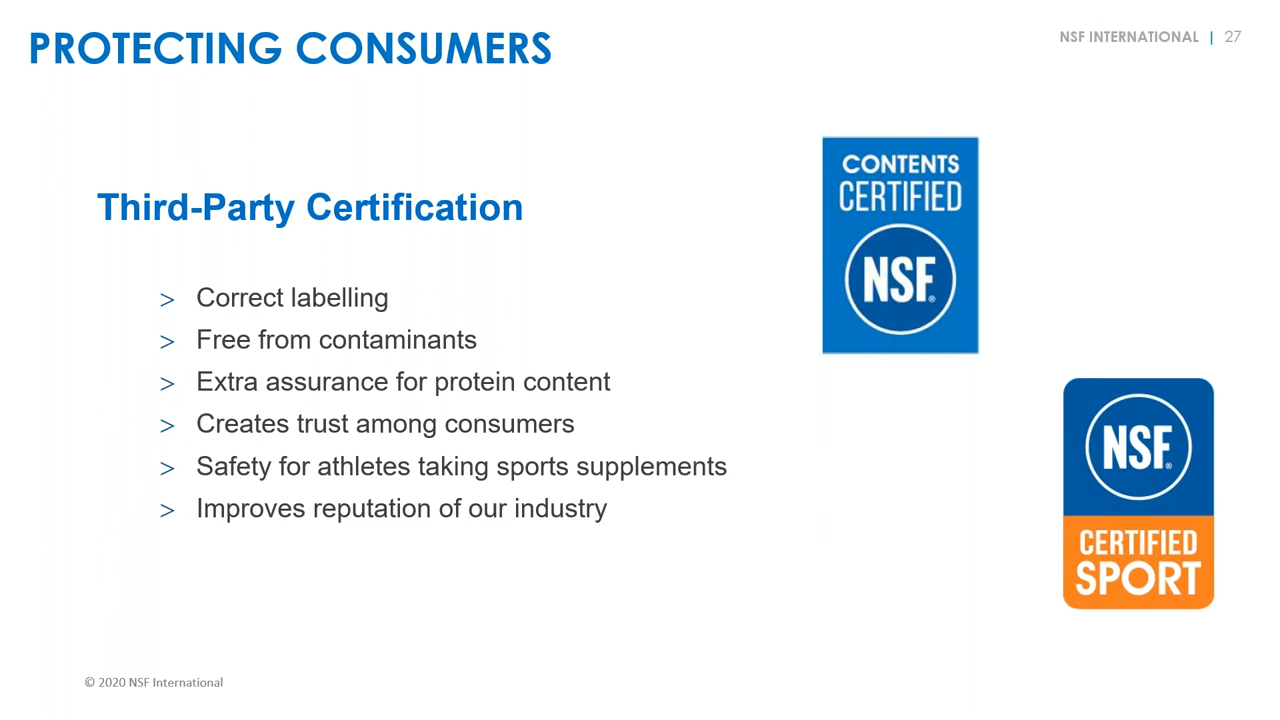 PROTECTING CONSUMERS
NSF INTERNATIONAL | 27
Third-Party Certification
> Correct labelling
> Free from contaminants
> Extra assurance for protein content
> Creates trust among consumers
> Safety for athletes taking sports supplements
> Improves reputation of our industry
CONTENTS
CERTIFIED
NSF®
NSF®
CERTIFIED
SPORT
© 2020 NSF International